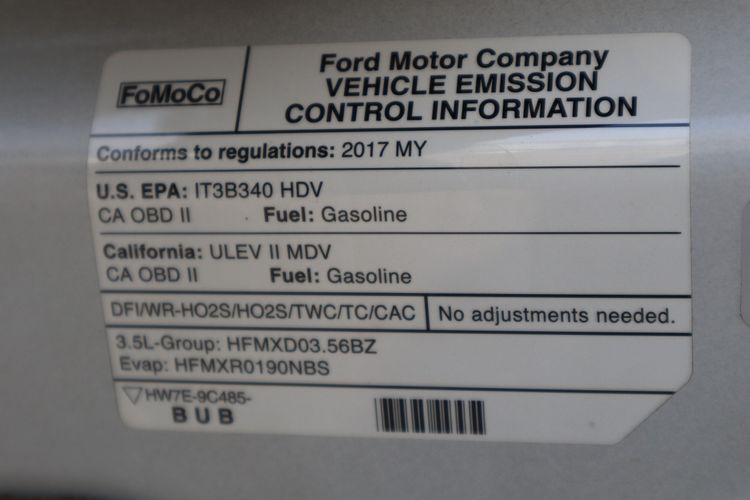 FoMoCo
Ford Motor Company
VEHICLE EMISSION
CONTROL INFORMATION
Conforms to regulations: 2017 MY
U.S. EPA: IT3B340 HDV
CA OBD II Fuel: Gasoline
California: ULEV II MDV
CA OBD II Fuel: Gasoline
DFI/WR-HO2S/HO2S/TWC/TC/CAC
No adjustments needed.
3.5L-Group: HFMXD03.56BZ
Evap: HFMXR0190NBS
HW7E-9C485-
BUB